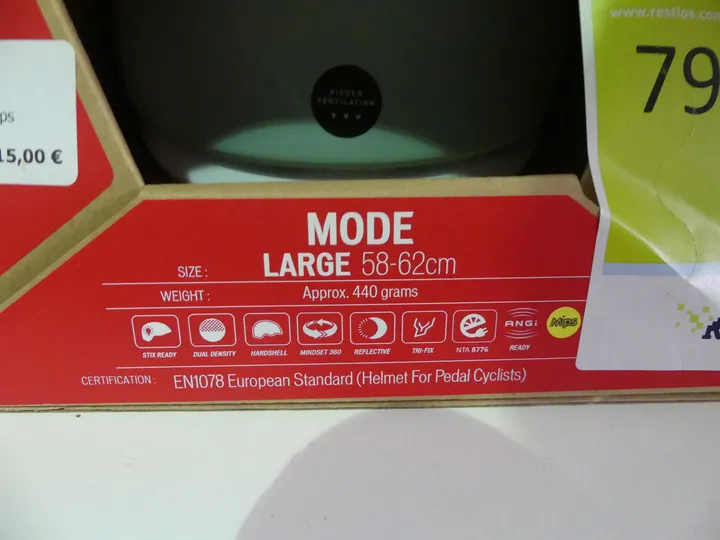 www.restlos.com
79
ps
15,00 €
HIDDEN
VENTILATION
MODE
SIZE : LARGE 58-62cm
WEIGHT : Approx. 440 grams
STIX READY DUAL DENSITY HARDSHELL MINDSET 360 REFLECTIVE TRI-FIX NTA 8776 ANGi READY Mips
CERTIFICATION : EN1078 European Standard (Helmet For Pedal Cyclists)